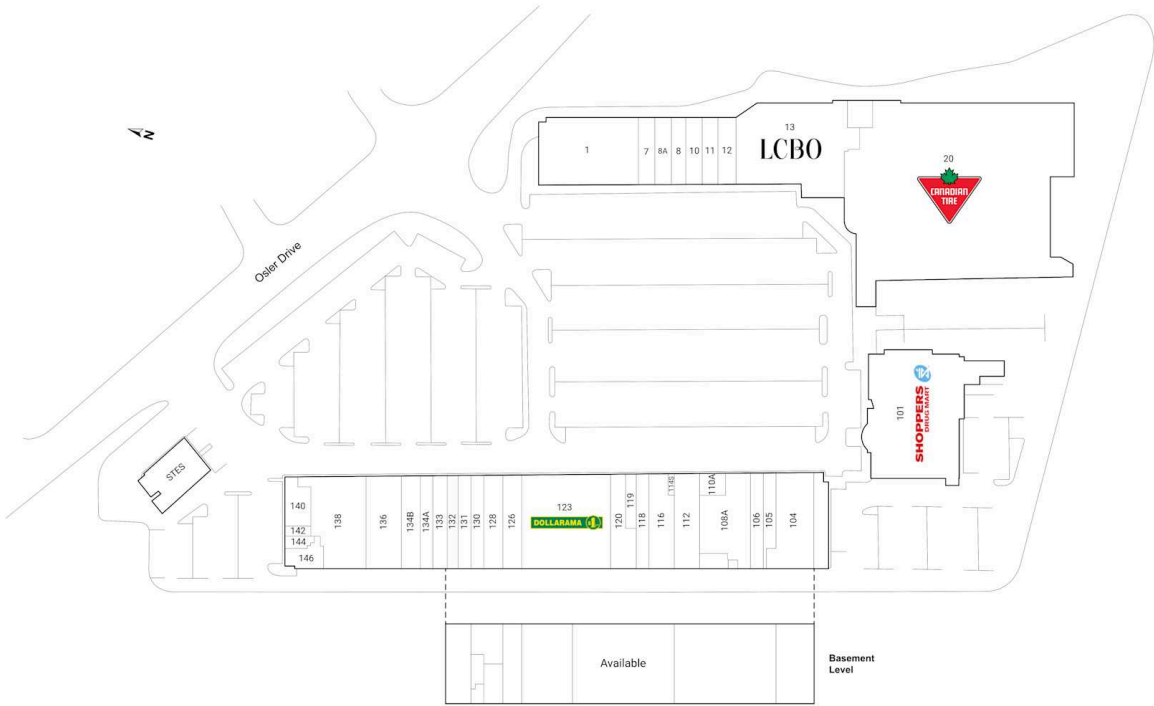 N
Osler Drive
1
7
8A
8
10
11
12
13
LCBO
20
CANADIAN
TIRE
101
SHOPPERS
DRUG MART
STES
140
142
144
146
138
136
134B
134A
133
132
131
130
128
126
123
DOLLARAMA
120
119
118
116
114B
112
110A
108A
106
105
104
Available
Basement
Level